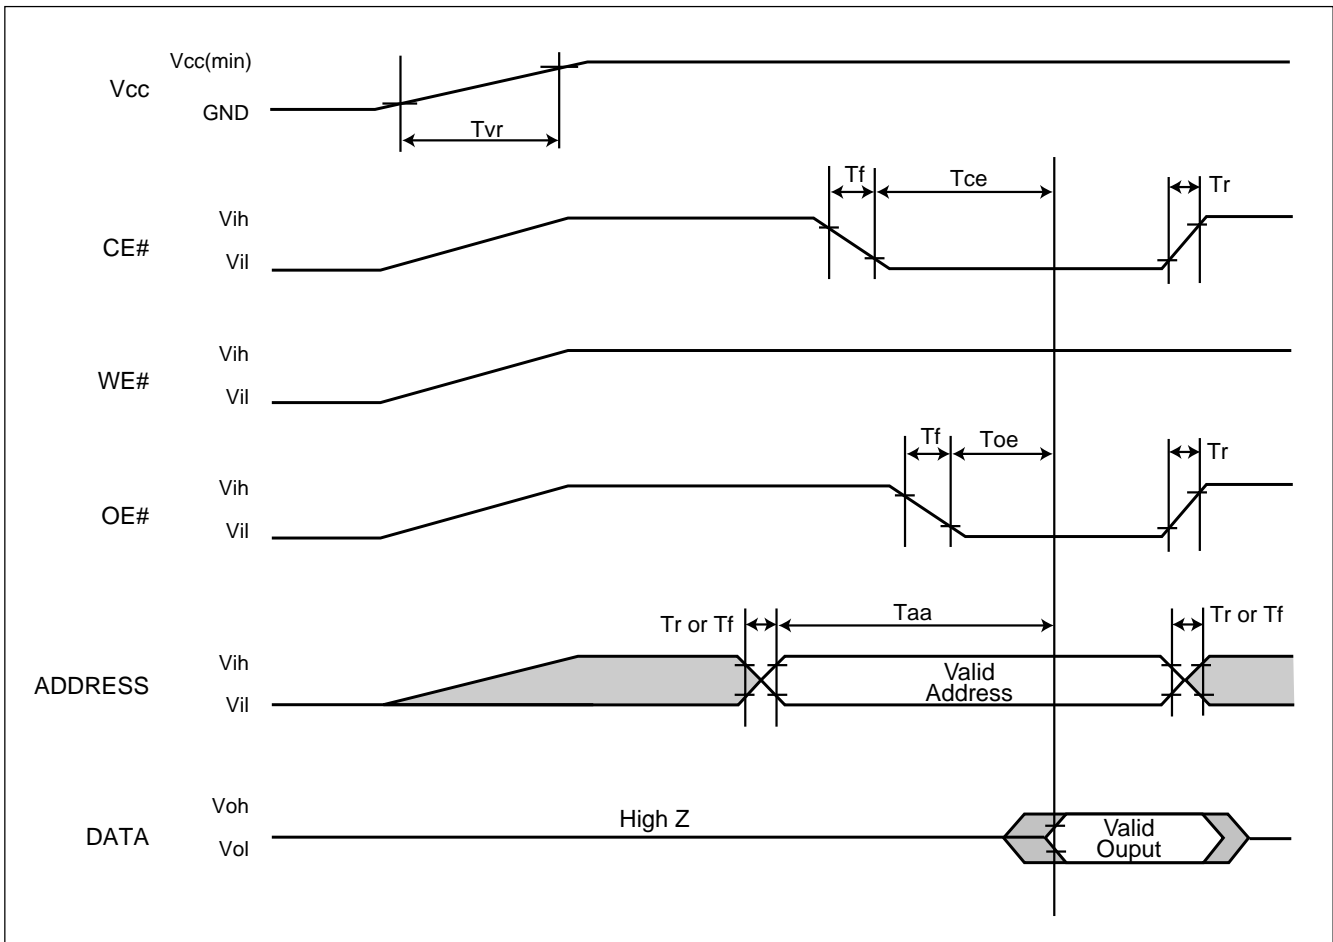 Vcc(min)
Vcc
GND
Tvr
Tf
Tce
Tr
Vih
CE#
Vil
Vih
WE#
Vil
Tf
Toe
Tr
Vih
OE#
Vil
Tr or Tf
Taa
Tr or Tf
Vih
ADDRESS
Vil
Valid
Address
Voh
DATA
Vol
High Z
Valid
Ouput